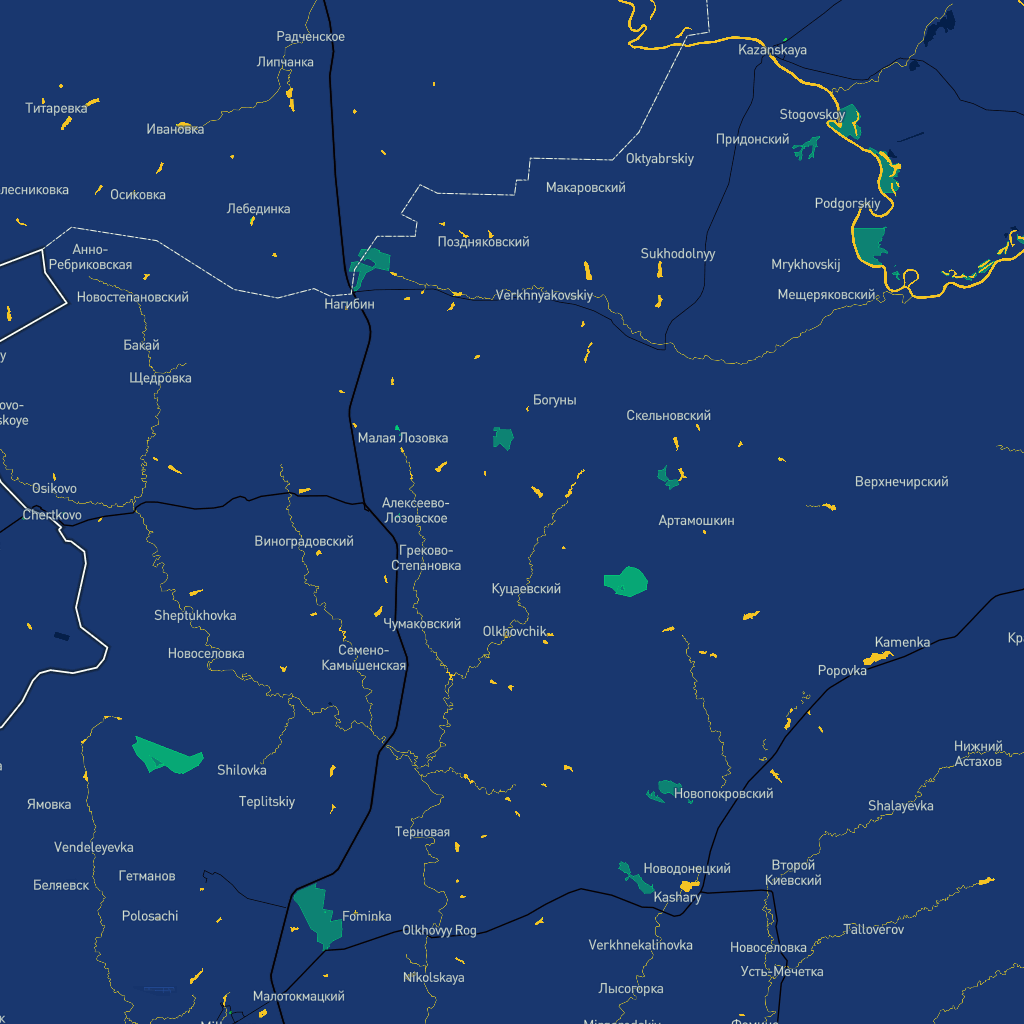 Радченское
Kazanskaya
Липчанка
Титаревка
Stogovskoy
Ивановка
Придонский
Oktyabrskiy
лесниковка
Макаровский
Осиковка
Podgorskiy
Лебединка
Поздняковский
Анно-
Ребриковская
Sukhodolnyy
Mrykhovskij
Новостепановский
Verkhnyakovskiy
Мещеряковский
Нагибин
Бакай
y
Щедровка
Богуны
ovo-
skoye
Скельновский
Малая Лозовка
Верхнечирский
Osikovo
Алексеево-
Лозовское
Chertkovo
Артамошкин
Виноградовский
Греково-
Степановка
Куцаевский
Sheptukhovka
Чумаковский
Olkhovchik
Кра
Kamenka
Новоселовка
Семено-
Камышенская
Popovka
Нижний
Астахов
а
Shilovka
Новопокровский
Teplitskiy
Ямовка
Shalayevka
Терновая
Vendeleyevka
Новодонецкий
Второй
Киевский
Гетманов
Беляевск
Kashary
Polosachi
Fominka
Olkhovyy Rog
Talloverov
Verkhnekalinovka
Новоселовка
Усть-Мечетка
Nikolskaya
Лысогорка
Малотокмацкий